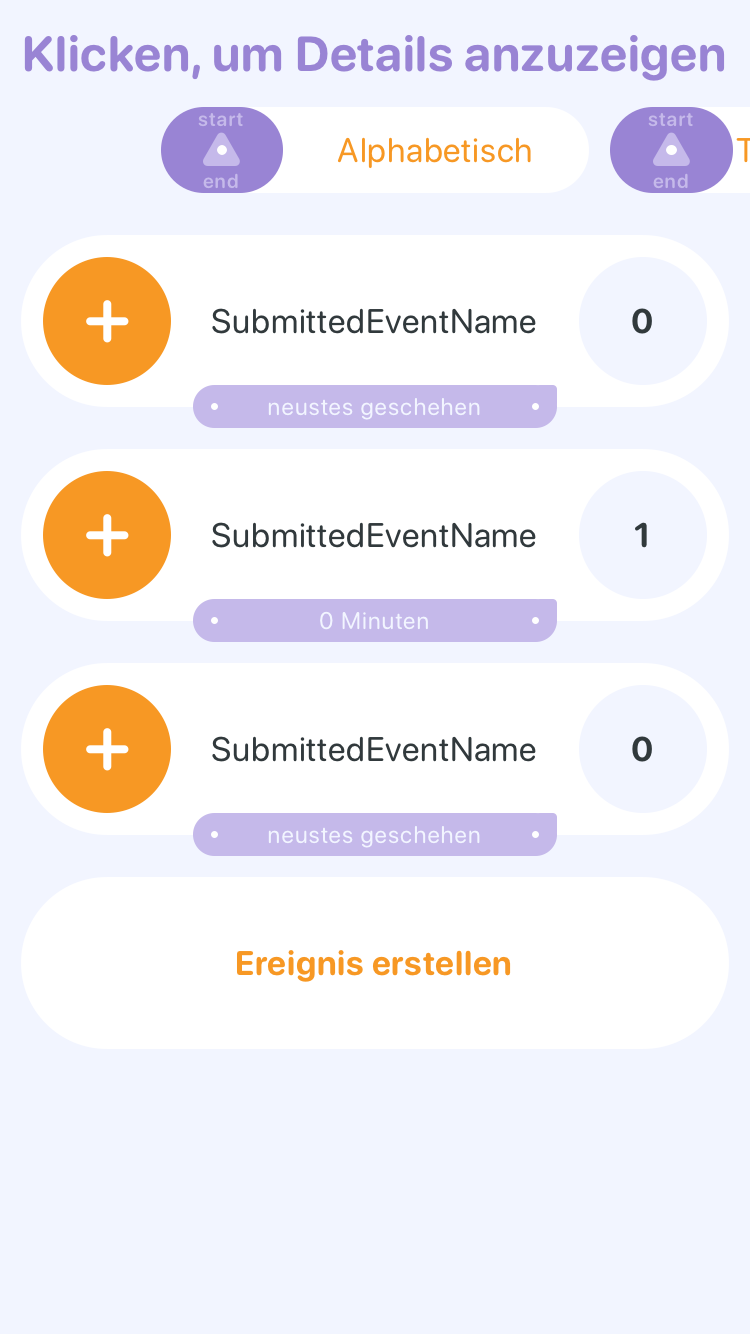 Klicken, um Details anzuzeigen
start
end
Alphabetisch
start
end
SubmittedEventName
0
neustes geschehen
SubmittedEventName
1
0 Minuten
SubmittedEventName
0
neustes geschehen
Ereignis erstellen